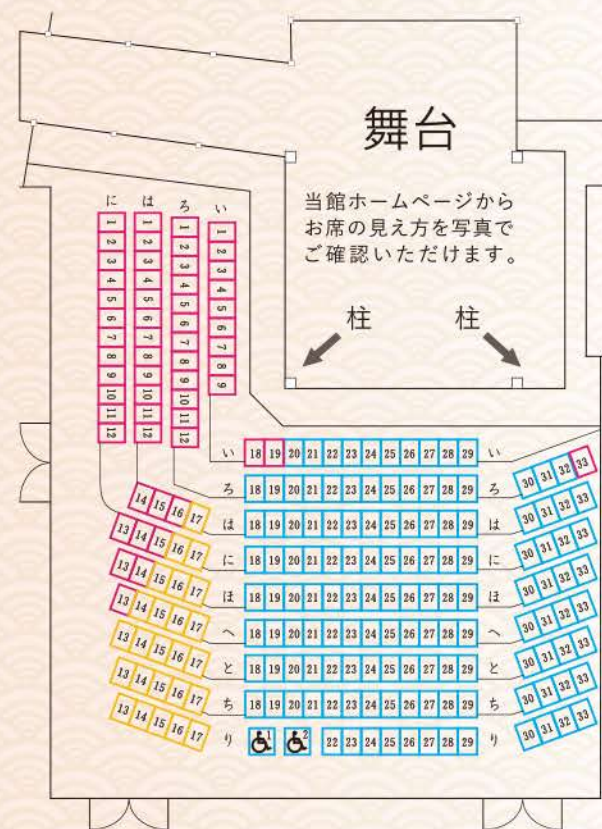 舞台
当館ホームページから
お席の見え方を写真で
ご確認いただけます。
柱 柱
に は ろ い
1 1 1 1
2 2 2 2
3 3 3 3
4 4 4 4
5 5 5 5
6 6 6 6
7 7 7 7
8 8 8 8
9 9 9 9
10 10 10
11 11 11
12 12 12
い 18 19 20 21 22 23 24 25 26 27 28 29 い
ろ 18 19 20 21 22 23 24 25 26 27 28 29 ろ 30 31 32 33
14 15 16 17 は 18 19 20 21 22 23 24 25 26 27 28 29 は 30 31 32 33
13 14 15 16 17 に 18 19 20 21 22 23 24 25 26 27 28 29 に 30 31 32 33
13 14 15 16 17 ほ 18 19 20 21 22 23 24 25 26 27 28 29 ほ 30 31 32 33
13 14 15 16 17 へ 18 19 20 21 22 23 24 25 26 27 28 29 へ 30 31 32 33
13 14 15 16 17 と 18 19 20 21 22 23 24 25 26 27 28 29 と 30 31 32 33
13 14 15 16 17 ち 18 19 20 21 22 23 24 25 26 27 28 29 ち 30 31 32 33
13 14 15 16 17 り 1 2 22 23 24 25 26 27 28 29 り 30 31 32 33